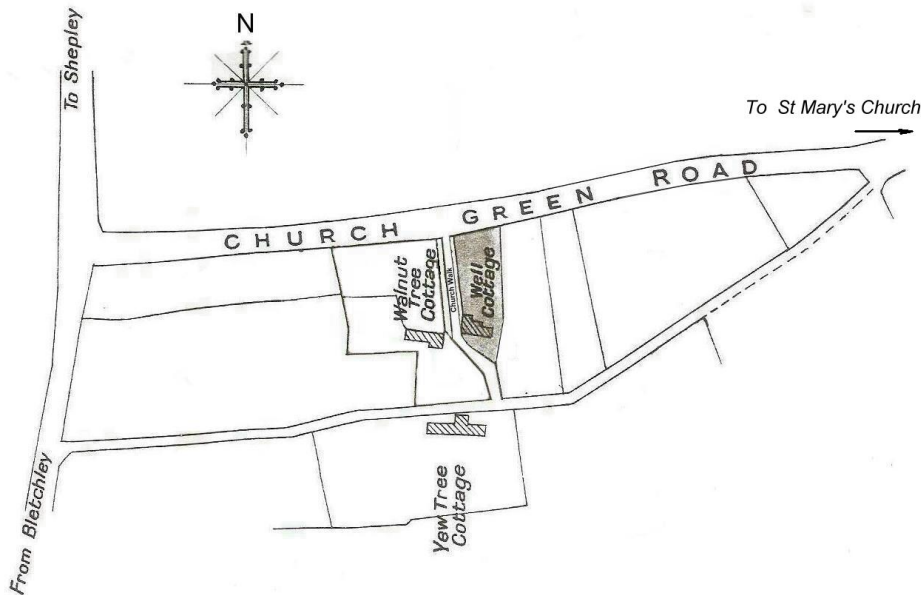 N
To Shepley
To St Mary's Church
CHURCH GREEN ROAD
Walnut
Tree
Cottage
Church Walk
Well
Cottage
Yew Tree
Cottage
From Bletchley